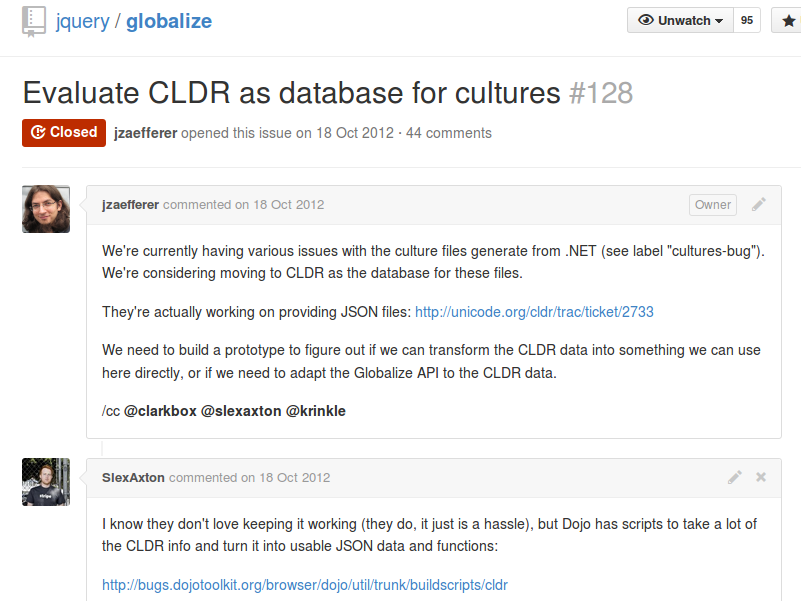 jquery / globalize
Unwatch 95
Evaluate CLDR as database for cultures #128
Closed jzaefferer opened this issue on 18 Oct 2012 · 44 comments
jzaefferer commented on 18 Oct 2012 Owner
We're currently having various issues with the culture files generate from .NET (see label "cultures-bug").
We're considering moving to CLDR as the database for these files.
They're actually working on providing JSON files: http://unicode.org/cldr/trac/ticket/2733
We need to build a prototype to figure out if we can transform the CLDR data into something we can use
here directly, or if we need to adapt the Globalize API to the CLDR data.
/cc @clarkbox @slexaxton @krinkle
SlexAxton commented on 18 Oct 2012
I know they don't love keeping it working (they do, it just is a hassle), but Dojo has scripts to take a lot of
the CLDR info and turn it into usable JSON data and functions:
http://bugs.dojotoolkit.org/browser/dojo/util/trunk/buildscripts/cldr